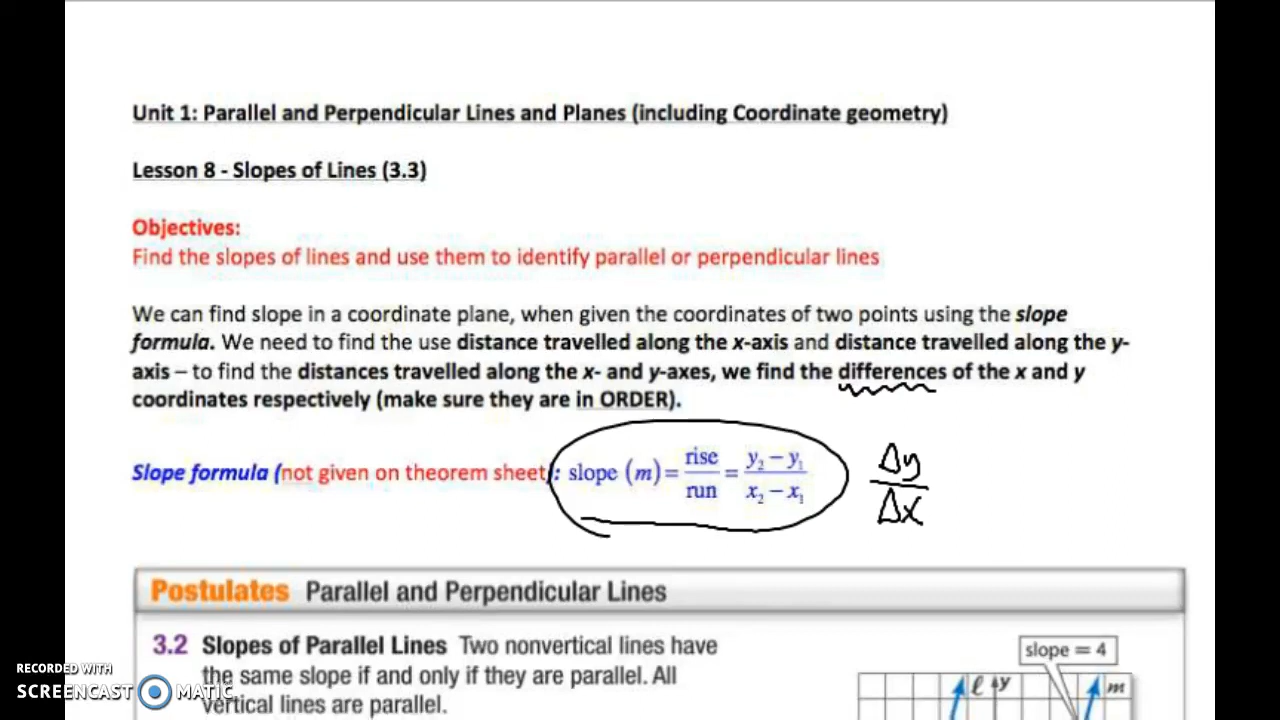 Unit 1: Parallel and Perpendicular Lines and Planes (including Coordinate geometry)
Lesson 8 - Slopes of Lines (3.3)
Objectives:
Find the slopes of lines and use them to identify parallel or perpendicular lines
We can find slope in a coordinate plane, when given the coordinates of two points using the slope
formula. We need to find the use distance travelled along the x-axis and distance travelled along the y-
axis – to find the distances travelled along the x- and y-axes, we find the differences of the x and y
coordinates respectively (make sure they are in ORDER).
Slope formula (not given on theorem sheet): slope (m) = rise/run = (y₂ − y₁)/(x₂ − x₁) Δy/Δx
Postulates Parallel and Perpendicular Lines
3.2 Slopes of Parallel Lines Two nonvertical lines have
the same slope if and only if they are parallel. All
vertical lines are parallel.
slope = 4
ℓ y m
RECORDED WITH
SCREENCAST MATIC